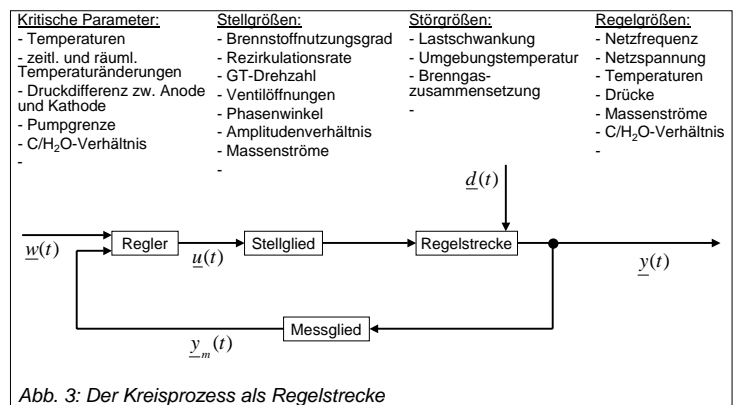 Kritische Parameter:
- Temperaturen
- zeitl. und räuml.
Temperaturänderungen
- Druckdifferenz zw. Anode
und Kathode
- Pumpgrenze
- C/H₂O-Verhältnis
-
Stellgrößen:
- Brennstoffnutzungsgrad
- Rezirkulationsrate
- GT-Drehzahl
- Ventilöffnungen
- Phasenwinkel
- Amplitudenverhältnis
- Massenströme
-
Störgrößen:
- Lastschwankung
- Umgebungstemperatur
- Brenngas-
zusammensetzung
-
Regelgrößen:
- Netzfrequenz
- Netzspannung
- Temperaturen
- Drücke
- Massenströme
- C/H₂O-Verhältnis
-
d(t)
w(t)
Regler
u(t)
Stellglied
Regelstrecke
y(t)
Messglied
y_m(t)
Abb. 3: Der Kreisprozess als Regelstrecke